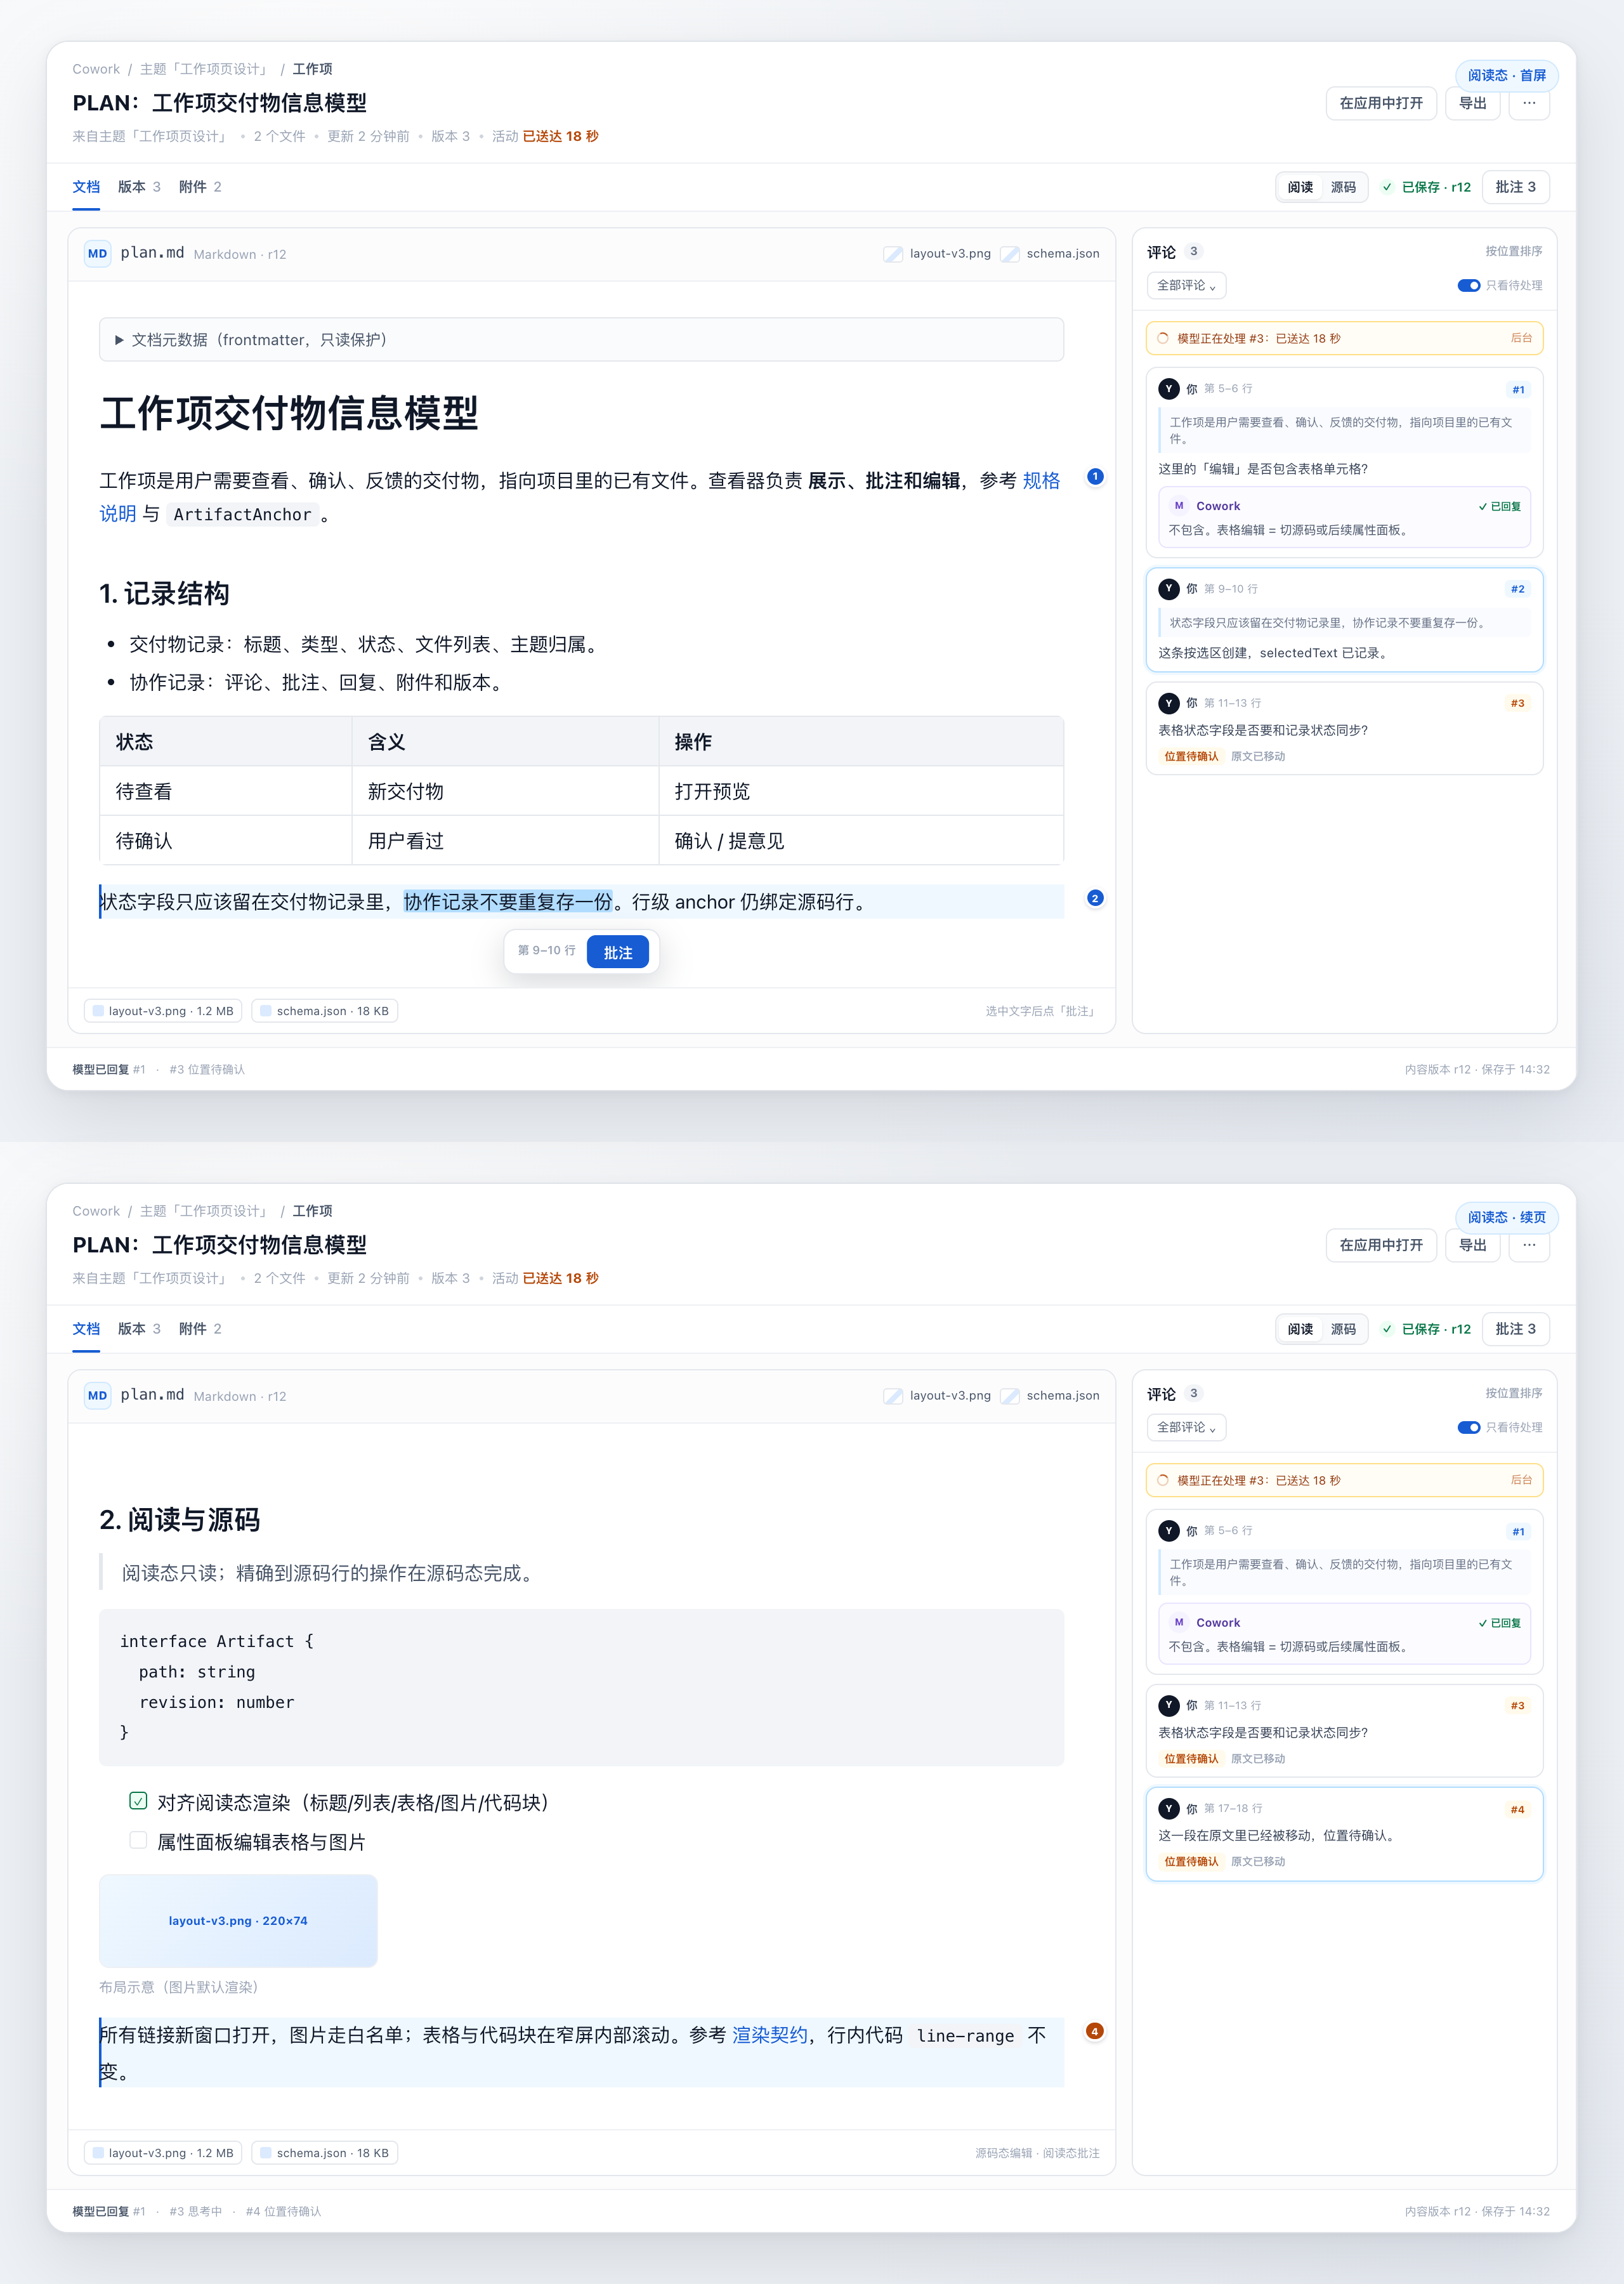 Cowork / 主题「工作项页设计」 / 工作项
阅读态 · 首屏
PLAN：工作项交付物信息模型
在应用中打开 导出 ···
来自主题「工作项页设计」 • 2 个文件 • 更新 2 分钟前 • 版本 3 • 活动 已送达 18 秒
文档 版本 3 附件 2
阅读 源码 ✓ 已保存 · r12 批注 3
MD plan.md Markdown · r12
layout-v3.png schema.json
▶ 文档元数据（frontmatter，只读保护）
工作项交付物信息模型
工作项是用户需要查看、确认、反馈的交付物，指向项目里的已有文件。查看器负责 展示、批注和编辑，参考 规格
说明 与 ArtifactAnchor 。
1
1. 记录结构
• 交付物记录：标题、类型、状态、文件列表、主题归属。
• 协作记录：评论、批注、回复、附件和版本。
状态 含义 操作
待查看 新交付物 打开预览
待确认 用户看过 确认 / 提意见
状态字段只应该留在交付物记录里，协作记录不要重复存一份。行级 anchor 仍绑定源码行。
2
第 9–10 行 批注
layout-v3.png · 1.2 MB schema.json · 18 KB
选中文字后点「批注」
评论 3 按位置排序
全部评论 只看待处理
模型正在处理 #3：已送达 18 秒 后台
Y 你 第 5–6 行 #1
工作项是用户需要查看、确认、反馈的交付物，指向项目里的已有文
件。
这里的「编辑」是否包含表格单元格？
M Cowork ✓ 已回复
不包含。表格编辑 = 切源码或后续属性面板。
Y 你 第 9–10 行 #2
状态字段只应该留在交付物记录里，协作记录不要重复存一份。
这条按选区创建，selectedText 已记录。
Y 你 第 11–13 行 #3
表格状态字段是否要和记录状态同步？
位置待确认 原文已移动
模型已回复 #1 · #3 位置待确认
内容版本 r12 · 保存于 14:32
Cowork / 主题「工作项页设计」 / 工作项
阅读态 · 续页
PLAN：工作项交付物信息模型
在应用中打开 导出 ···
来自主题「工作项页设计」 • 2 个文件 • 更新 2 分钟前 • 版本 3 • 活动 已送达 18 秒
文档 版本 3 附件 2
阅读 源码 ✓ 已保存 · r12 批注 3
MD plan.md Markdown · r12
layout-v3.png schema.json
2. 阅读与源码
阅读态只读；精确到源码行的操作在源码态完成。
interface Artifact {
  path: string
  revision: number
}
✓ 对齐阅读态渲染（标题/列表/表格/图片/代码块）
属性面板编辑表格与图片
layout-v3.png · 220×74
布局示意（图片默认渲染）
所有链接新窗口打开，图片走白名单；表格与代码块在窄屏内部滚动。参考 渲染契约，行内代码 line-range 不
变。
4
layout-v3.png · 1.2 MB schema.json · 18 KB
源码态编辑 · 阅读态批注
评论 3 按位置排序
全部评论 只看待处理
模型正在处理 #3：已送达 18 秒 后台
Y 你 第 5–6 行 #1
工作项是用户需要查看、确认、反馈的交付物，指向项目里的已有文
件。
M Cowork ✓ 已回复
不包含。表格编辑 = 切源码或后续属性面板。
Y 你 第 11–13 行 #3
表格状态字段是否要和记录状态同步？
位置待确认 原文已移动
Y 你 第 17–18 行 #4
这一段在原文里已经被移动，位置待确认。
位置待确认 原文已移动
模型已回复 #1 · #3 思考中 · #4 位置待确认
内容版本 r12 · 保存于 14:32